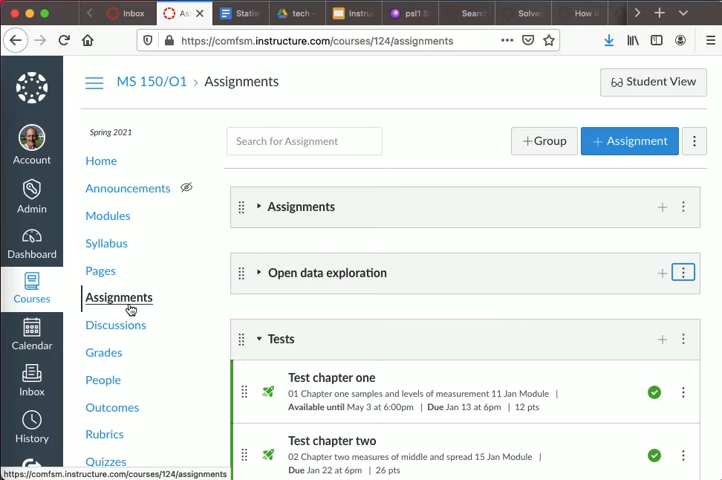 Inbox
As
Statis
tech -
Instruc
psl1 S
Search
Solve
How d
https://comfsm.instructure.com/courses/124/assignments
MS 150/O1 › Assignments
Student View
Spring 2021
Search for Assignment
+Group
+ Assignment
Account
Admin
Dashboard
Courses
Calendar
Inbox
History
Home
Announcements
Modules
Syllabus
Pages
Assignments
Discussions
Grades
People
Outcomes
Rubrics
Quizzes
Assignments
Open data exploration
Tests
Test chapter one
01 Chapter one samples and levels of measurement 11 Jan Module |
Available until May 3 at 6:00pm | Due Jan 13 at 6pm | 12 pts
Test chapter two
02 Chapter two measures of middle and spread 15 Jan Module |
Due Jan 22 at 6pm | 26 pts
https://comfsm.instructure.com/courses/124/assignments